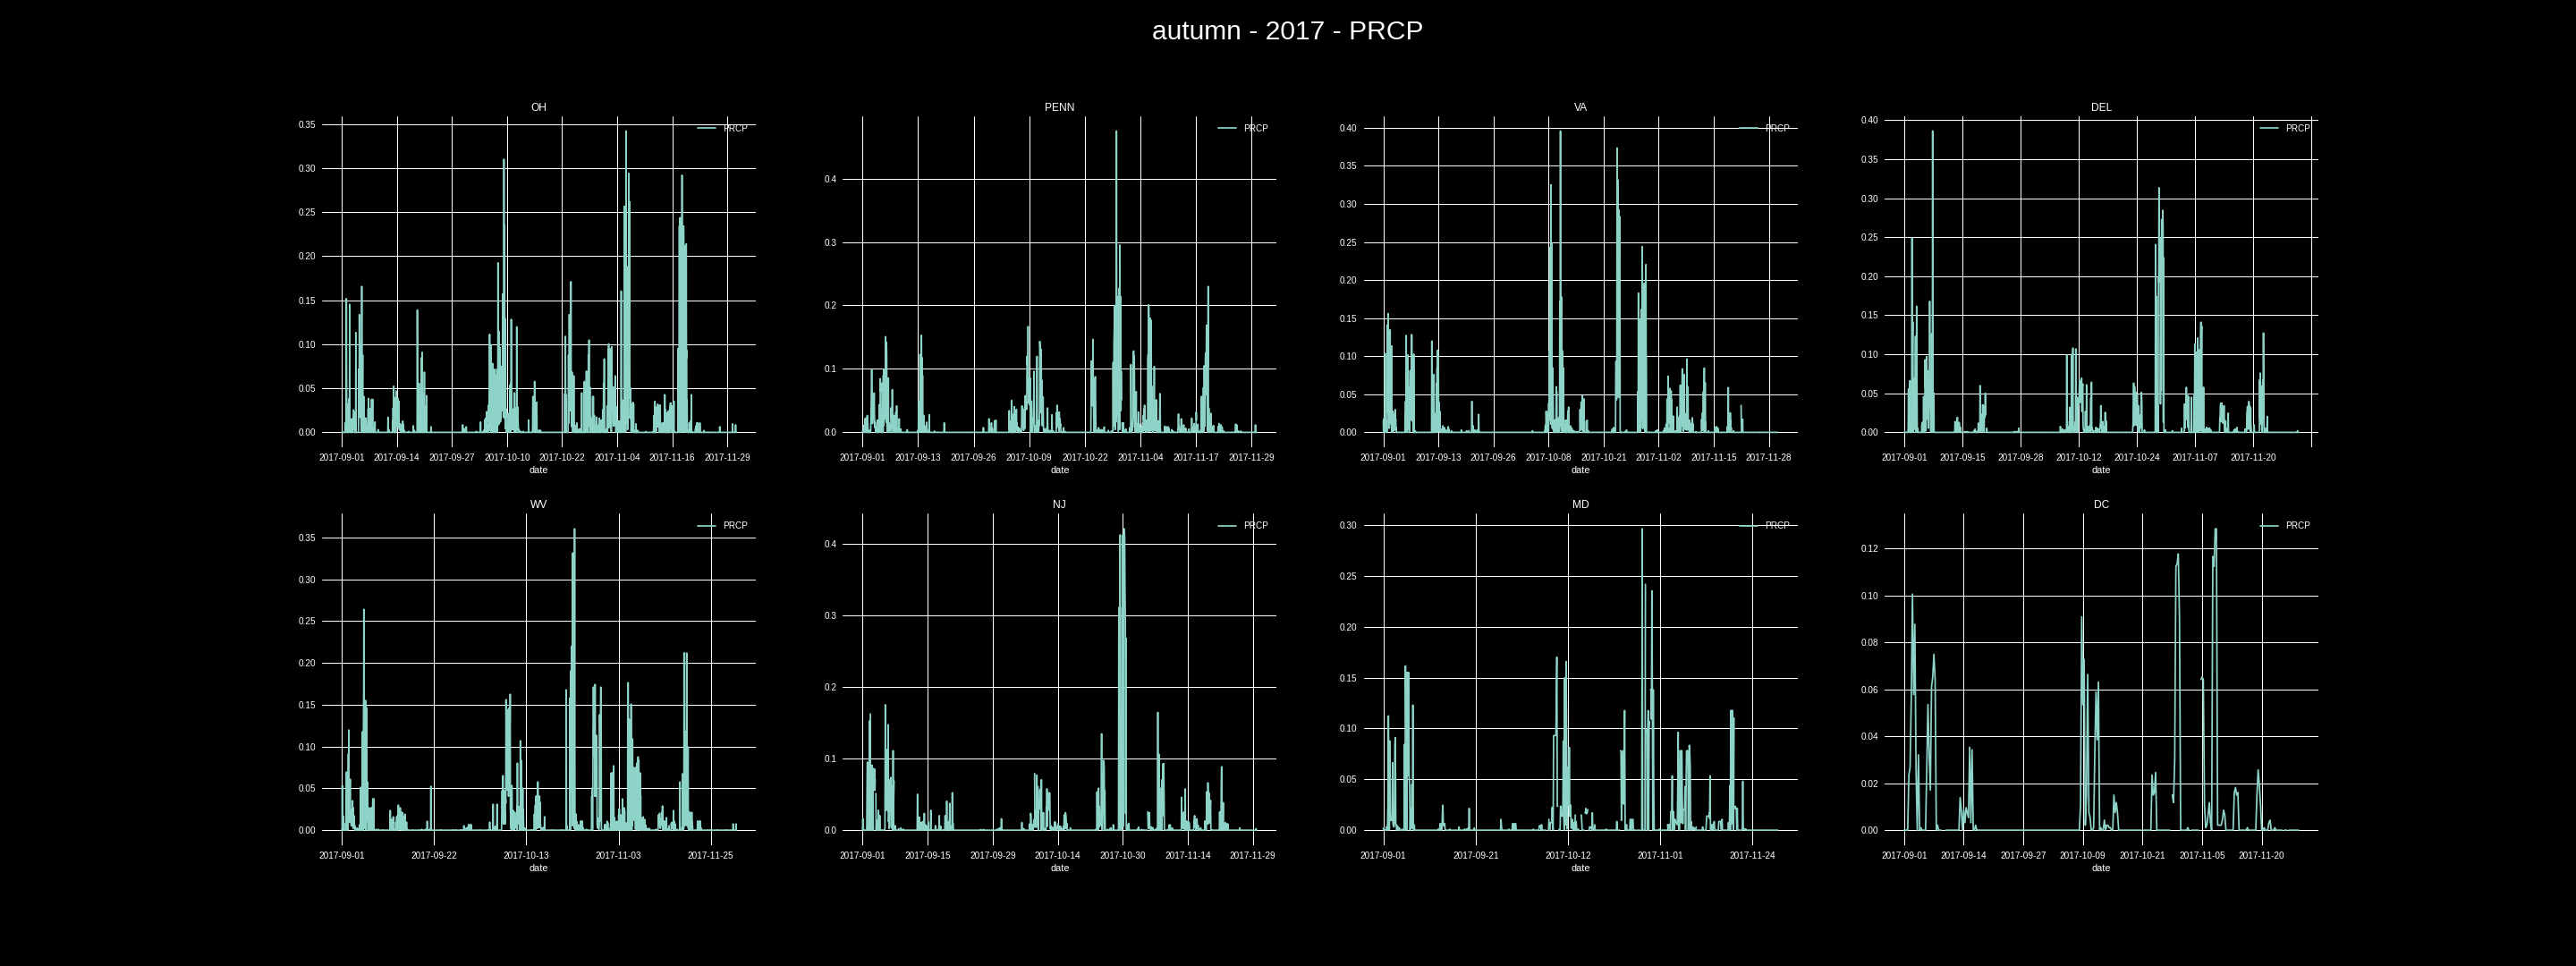 autumn - 2017 - PRCP
OH
PRCP
0.35
0.30
0.25
0.20
0.15
0.10
0.05
0.00
2017-09-01 2017-09-14 2017-09-27 2017-10-10 2017-10-22 2017-11-04 2017-11-16 2017-11-29
date
PENN
PRCP
0.4
0.3
0.2
0.1
0.0
2017-09-01 2017-09-13 2017-09-26 2017-10-09 2017-10-22 2017-11-04 2017-11-17 2017-11-29
date
VA
PRCP
0.40
0.35
0.30
0.25
0.20
0.15
0.10
0.05
0.00
2017-09-01 2017-09-13 2017-09-26 2017-10-08 2017-10-21 2017-11-02 2017-11-15 2017-11-28
date
DEL
PRCP
0.40
0.35
0.30
0.25
0.20
0.15
0.10
0.05
0.00
2017-09-01 2017-09-15 2017-09-28 2017-10-12 2017-10-24 2017-11-07 2017-11-20
date
WV
PRCP
0.35
0.30
0.25
0.20
0.15
0.10
0.05
0.00
2017-09-01 2017-09-22 2017-10-13 2017-11-03 2017-11-25
date
NJ
PRCP
0.4
0.3
0.2
0.1
0.0
2017-09-01 2017-09-15 2017-09-29 2017-10-14 2017-10-30 2017-11-14 2017-11-29
date
MD
PRCP
0.30
0.25
0.20
0.15
0.10
0.05
0.00
2017-09-01 2017-09-21 2017-10-12 2017-11-01 2017-11-24
date
DC
PRCP
0.12
0.10
0.08
0.06
0.04
0.02
0.00
2017-09-01 2017-09-14 2017-09-27 2017-10-09 2017-10-21 2017-11-05 2017-11-20
date